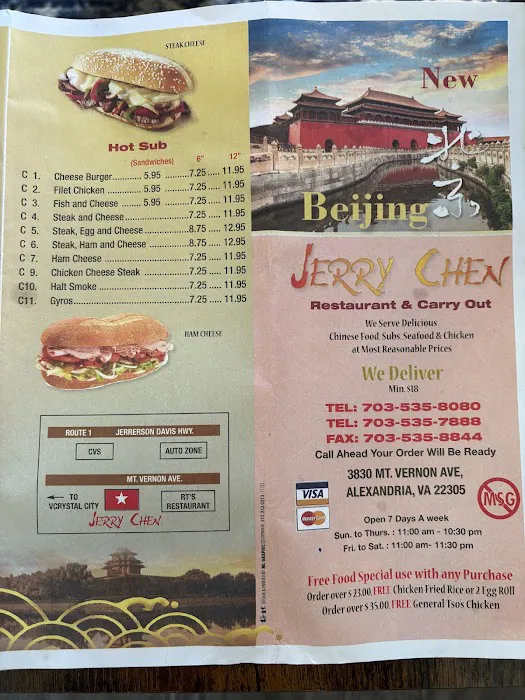 STEAK CHEESE
Hot Sub
(Sandwiches) 6" 12"
C 1. Cheese Burger............ 5.95 .........7.25 ..... 11.95
C 2. Filet Chicken .............. 5.95 .........7.25 ..... 11.95
C 3. Fish and Cheese ........ 5.95 .........7.25 ..... 11.95
C 4. Steak and Cheese.........................7.25 ..... 11.95
C 5. Steak, Egg and Cheese..................8.75 ..... 12.95
C 6. Steak, Ham and Cheese ................8.75 ..... 12.95
C 7. Ham Cheese .................................7.25 ..... 11.95
C 9. Chicken Cheese Steak ..................7.25 ..... 11.95
C10. Halt Smoke ..................................7.25 ..... 11.95
C11. Gyros...........................................7.25 ..... 11.95
HAM CHEESE
ROUTE 1 JERRERSON DAVIS HWY.
CVS AUTO ZONE
MT. VERNON AVE.
← TO
VCRYSTAL CITY
RT'S
RESTAURANT
JERRY CHEN
New
北京
Beijing
JERRY CHEN
Restaurant & Carry Out
We Serve Delicious
Chinese Food, Subs, Seafood & Chicken
at Most Reasonable Prices
We Deliver
Min. $18
TEL: 703-535-8080
TEL: 703-535-7888
FAX: 703-535-8844
Call Ahead Your Order Will Be Ready
3830 MT. VERNON AVE,
ALEXANDRIA, VA 22305
VISA
MasterCard
MSG
Open 7 Days A week
Sun. to Thurs. : 11:00 am - 10:30 pm
Fri. to Sat. : 11:00 am- 11:30 pm
Free Food Special use with any Purchase
Order over $ 23.00, FREE Chicken Fried Rice or 2 Egg ROll
Order over $ 35.00, FREE General Tso's Chicken